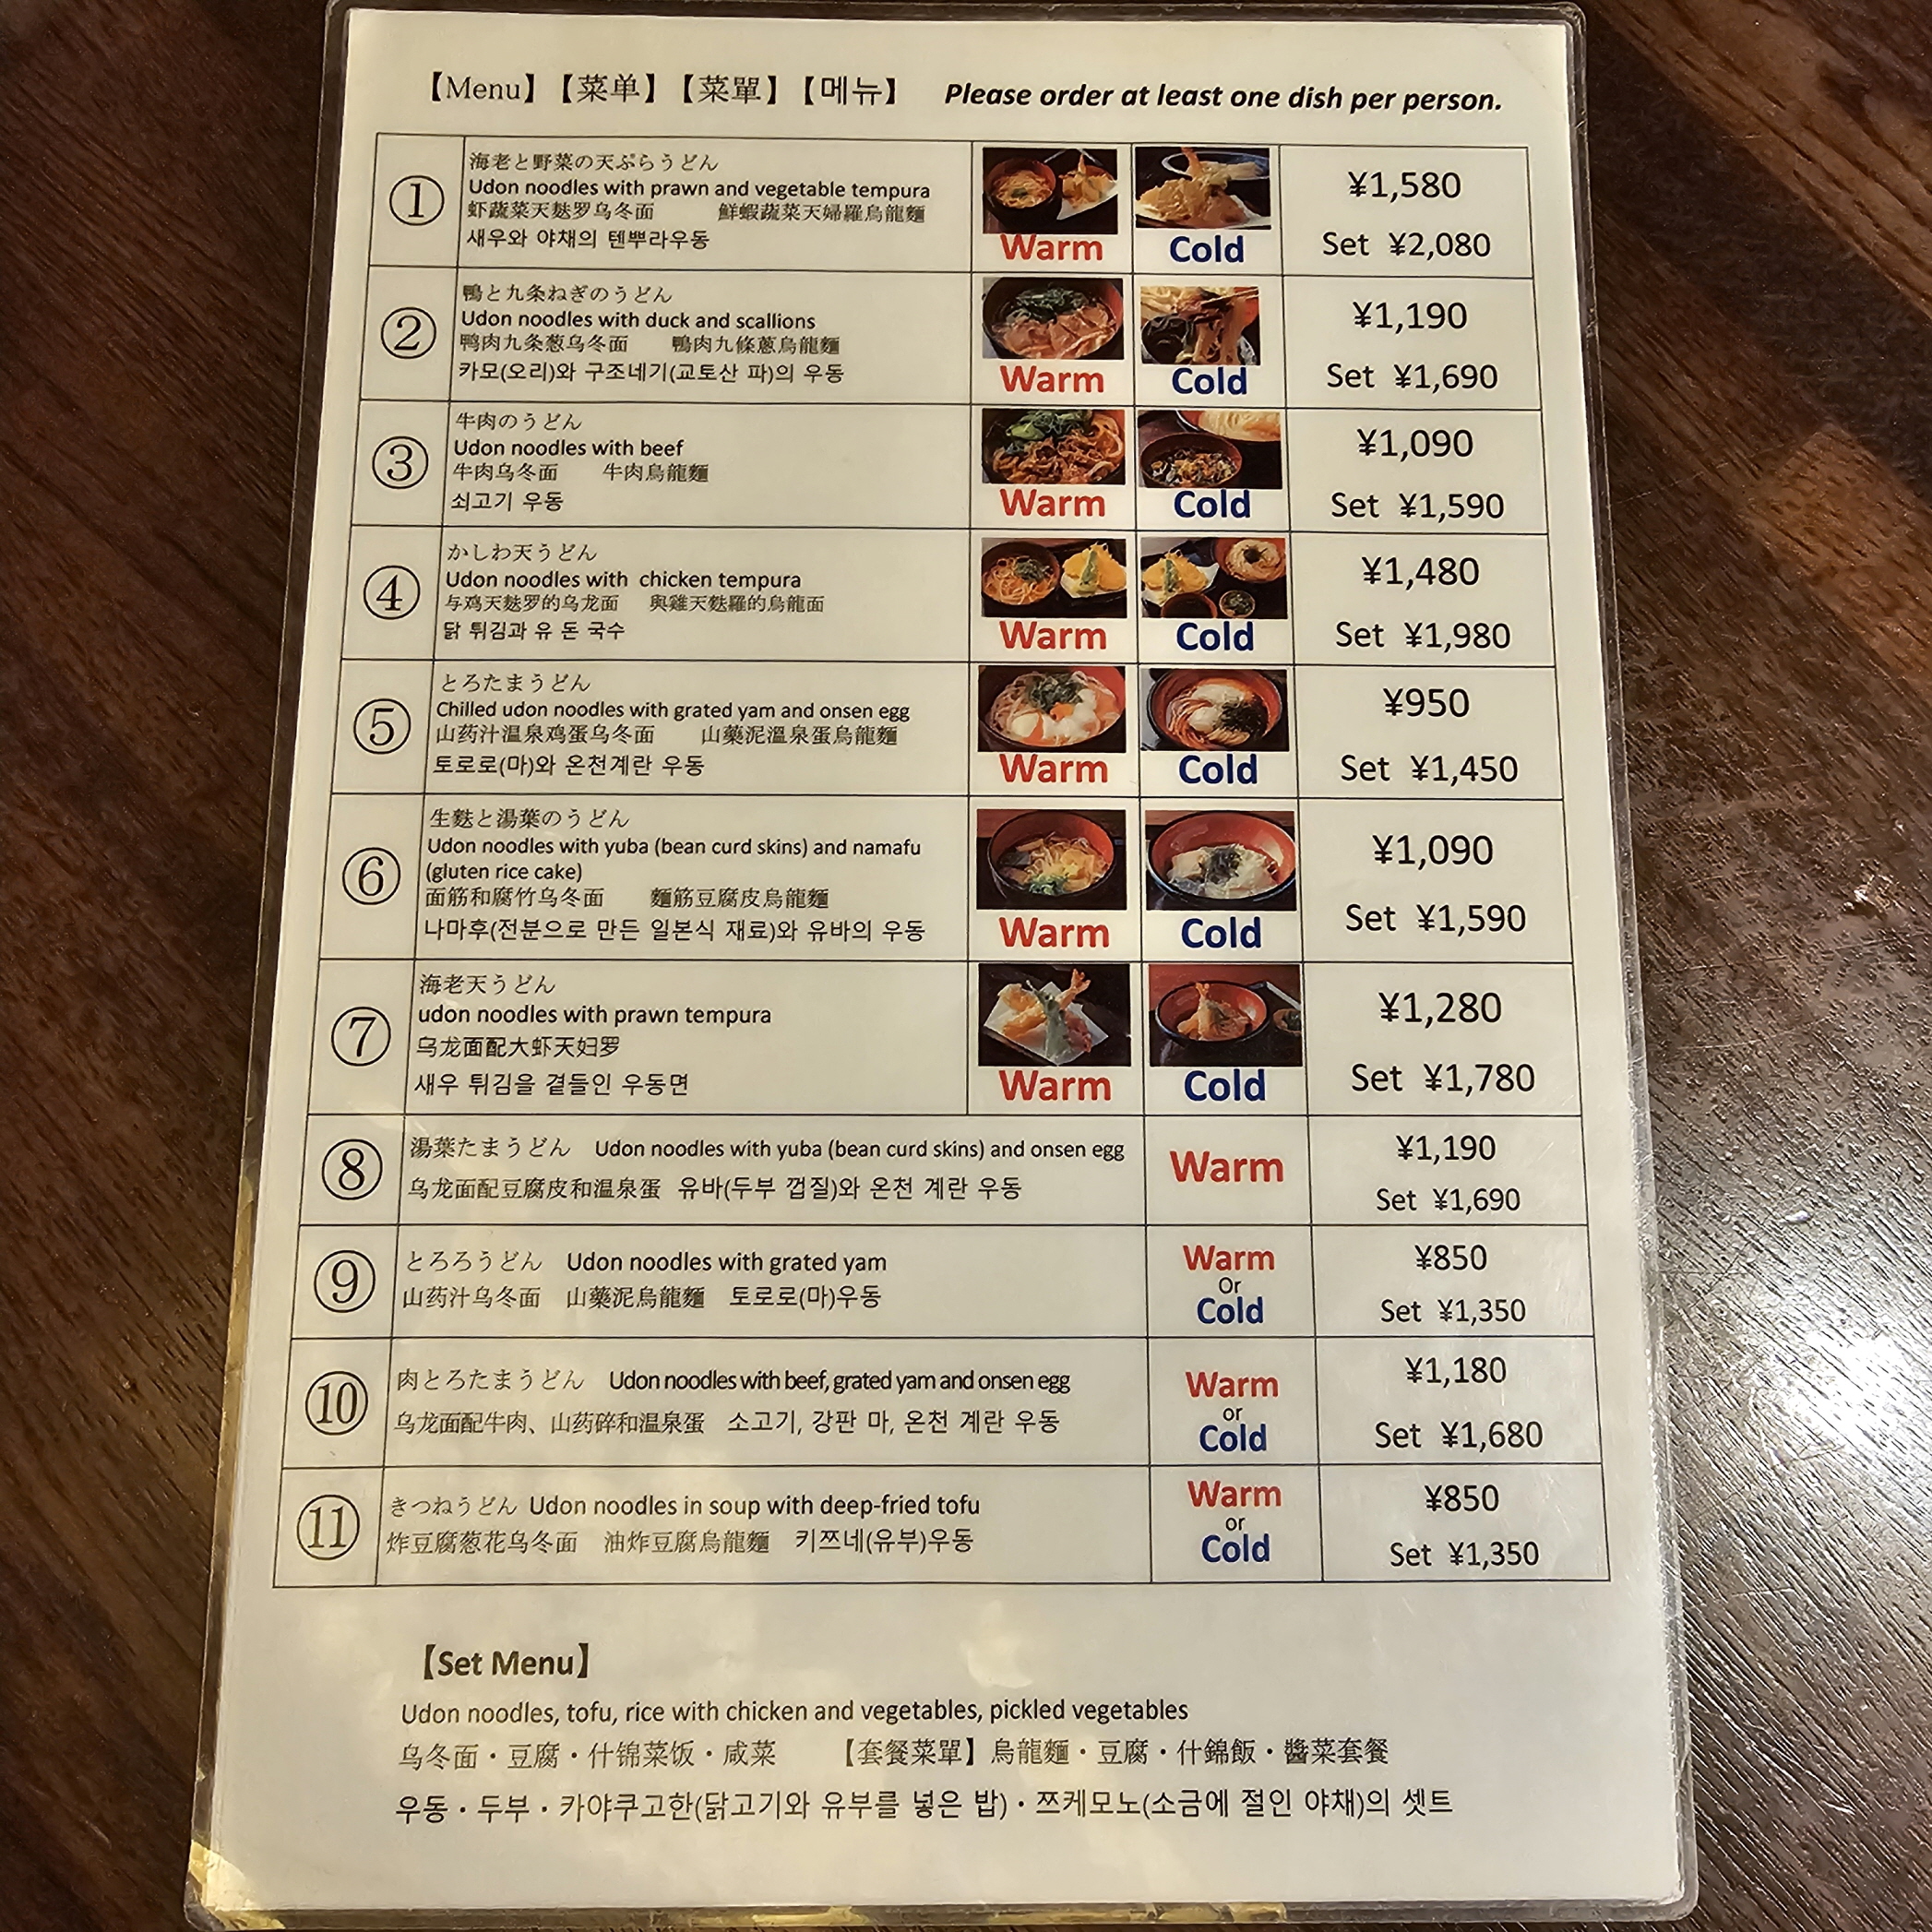 【Menu】【菜单】【菜單】【메뉴】 Please order at least one dish per person.
① 海老と野菜の天ぷらうどん
Udon noodles with prawn and vegetable tempura
虾蔬菜天麸罗乌冬面 鮮蝦蔬菜天婦羅烏龍麵
새우와 야채의 텐뿌라우동
Warm Cold
¥1,580
Set ¥2,080
② 鴨と九条ねぎのうどん
Udon noodles with duck and scallions
鸭肉九条葱乌冬面 鴨肉九條蔥烏龍麵
카모(오리)와 구조네기(교토산 파)의 우동
Warm Cold
¥1,190
Set ¥1,690
③ 牛肉のうどん
Udon noodles with beef
牛肉乌冬面 牛肉烏龍麵
쇠고기 우동
Warm Cold
¥1,090
Set ¥1,590
④ かしわ天うどん
Udon noodles with chicken tempura
与鸡天麸罗的乌龙面 與雞天麩羅的烏龍面
닭 튀김과 유 돈 국수
Warm Cold
¥1,480
Set ¥1,980
⑤ とろたまうどん
Chilled udon noodles with grated yam and onsen egg
山药汁温泉鸡蛋乌冬面 山藥泥溫泉蛋烏龍麵
토로로(마)와 온천계란 우동
Warm Cold
¥950
Set ¥1,450
⑥ 生麩と湯葉のうどん
Udon noodles with yuba (bean curd skins) and namafu
(gluten rice cake)
面筋和腐竹乌冬面 麵筋豆腐皮烏龍麵
나마후(전분으로 만든 일본식 재료)와 유바의 우동
Warm Cold
¥1,090
Set ¥1,590
⑦ 海老天うどん
udon noodles with prawn tempura
乌龙面配大虾天妇罗
새우 튀김을 곁들인 우동면
Warm Cold
¥1,280
Set ¥1,780
⑧ 湯葉たまうどん Udon noodles with yuba (bean curd skins) and onsen egg
乌龙面配豆腐皮和温泉蛋 유바(두부 껍질)와 온천 계란 우동
Warm
¥1,190
Set ¥1,690
⑨ とろろうどん Udon noodles with grated yam
山药汁乌冬面 山藥泥烏龍麵 토로로(마)우동
Warm
Or
Cold
¥850
Set ¥1,350
⑩ 肉とろたまうどん Udon noodles with beef, grated yam and onsen egg
乌龙面配牛肉、山药碎和温泉蛋 소고기, 강판 마, 온천 계란 우동
Warm
or
Cold
¥1,180
Set ¥1,680
⑪ きつねうどん Udon noodles in soup with deep-fried tofu
炸豆腐葱花乌冬面 油炸豆腐烏龍麵 키쯔네(유부)우동
Warm
or
Cold
¥850
Set ¥1,350
【Set Menu】
Udon noodles, tofu, rice with chicken and vegetables, pickled vegetables
乌冬面・豆腐・什锦菜饭・咸菜 【套餐菜單】烏龍麵・豆腐・什錦飯・醬菜套餐
우동・두부・카야쿠고한(닭고기와 유부를 넣은 밥)・쯔케모노(소금에 절인 야채)의 셋트